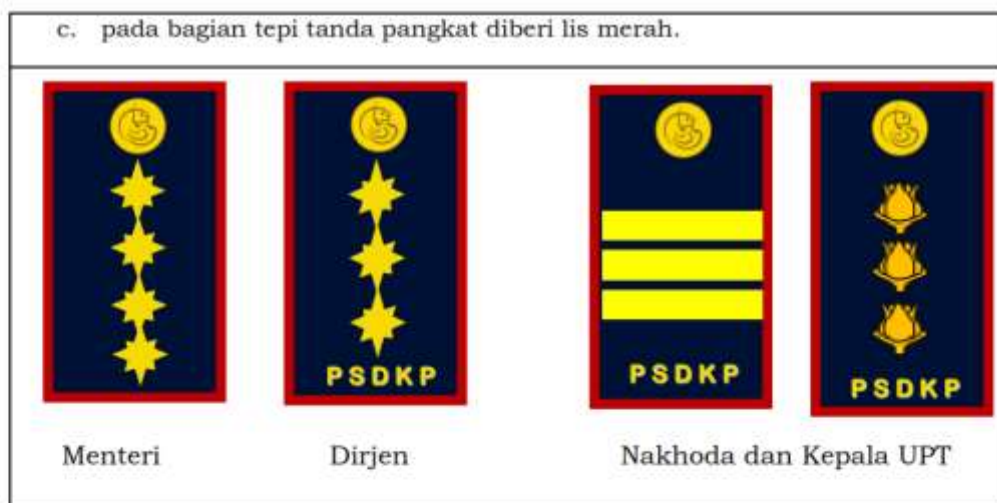 c. pada bagian tepi tanda pangkat diberi lis merah.
PSDKP
PSDKP
PSDKP
Menteri
Dirjen
Nakhoda dan Kepala UPT